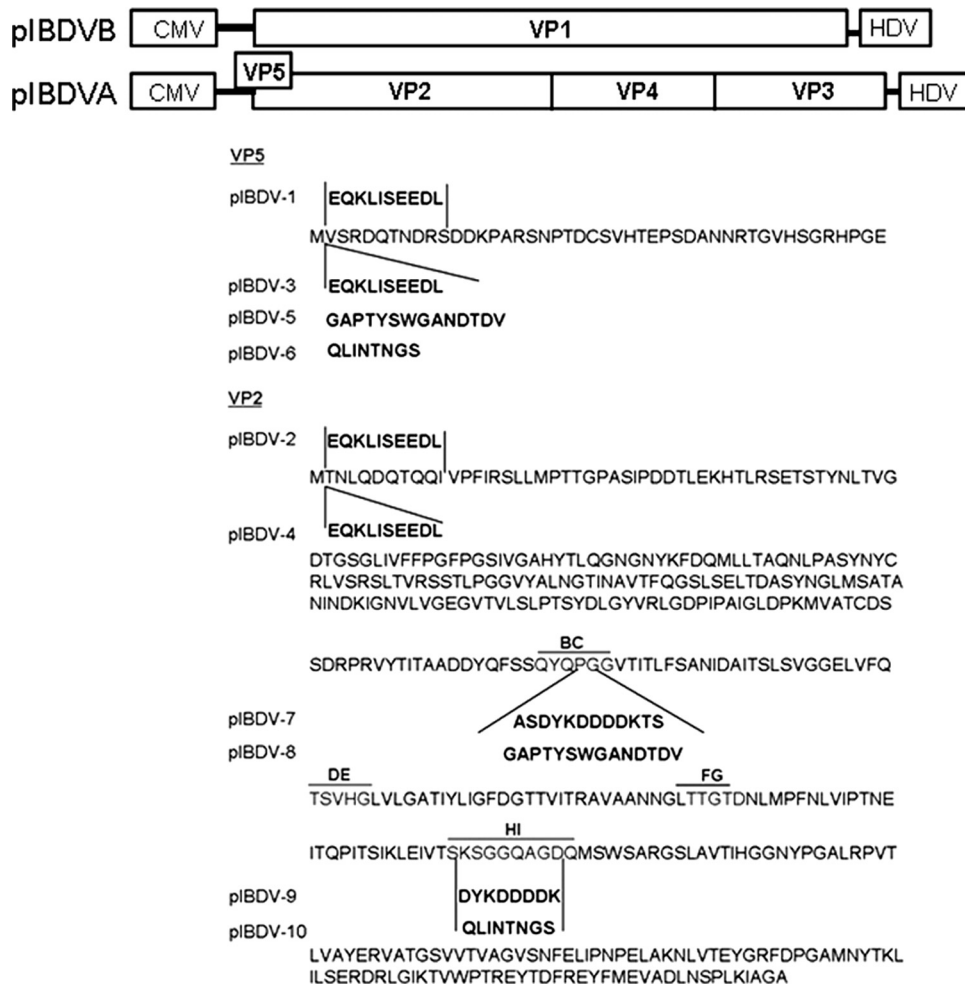 pIBDVB CMV VP1 HDV
VP5
pIBDVA CMV VP2 VP4 VP3 HDV
VP5
pIBDV-1 EQKLISEEDL
MVSRDQTNDRSDDKPARSNPTDCSVHTEPSDANNRTGVHSGRHPGE
pIBDV-3 EQKLISEEDL
pIBDV-5 GAPTYSWGANDTDV
pIBDV-6 QLINTNGS
VP2
pIBDV-2 EQKLISEEDL
MTNLQDQTQQIVPFIRSLLMPTTGPASIPDDTLEKHTLRSETSTYNLTVG
pIBDV-4 EQKLISEEDL
DTGSGLIVFFPGFPGSIVGAHYTLQGNGNYKFDQMLLTAQNLPASYNYC
RLVSRSLTVRSSTLPGGVYALNGTINAVTFQGSLSELTDASYNGLMSATA
NINDKIGNVLVGEGVTVLSLPTSYDLGYVRLGDPIPAIGLDPKMVATCDS
BC
SDRPRVYTITAADDYQFSSQYQPGGVTITLFSANIDAITSLSVGGELVFQ
pIBDV-7 ASDYKDDDDKTS
pIBDV-8 GAPTYSWGANDTDV
DE FG
TSVHGLVLGATIYLIGFDGTTVITRAVAANNGLTTGTDNLMPFNLVIPTNE
HI
ITQPITSIKLEIVTSKSGGQAGDQMSWSARGSLAVTIHGGNYPGALRPVT
pIBDV-9 DYKDDDDK
pIBDV-10 QLINTNGS
LVAYERVATGSVVTVAGVSNFELIPNPELAKNLVTEYGRFDPGAMNYTKL
ILSERDRLGIKTVWPTREYTDFREYFMEVADLNSPLKIAGA